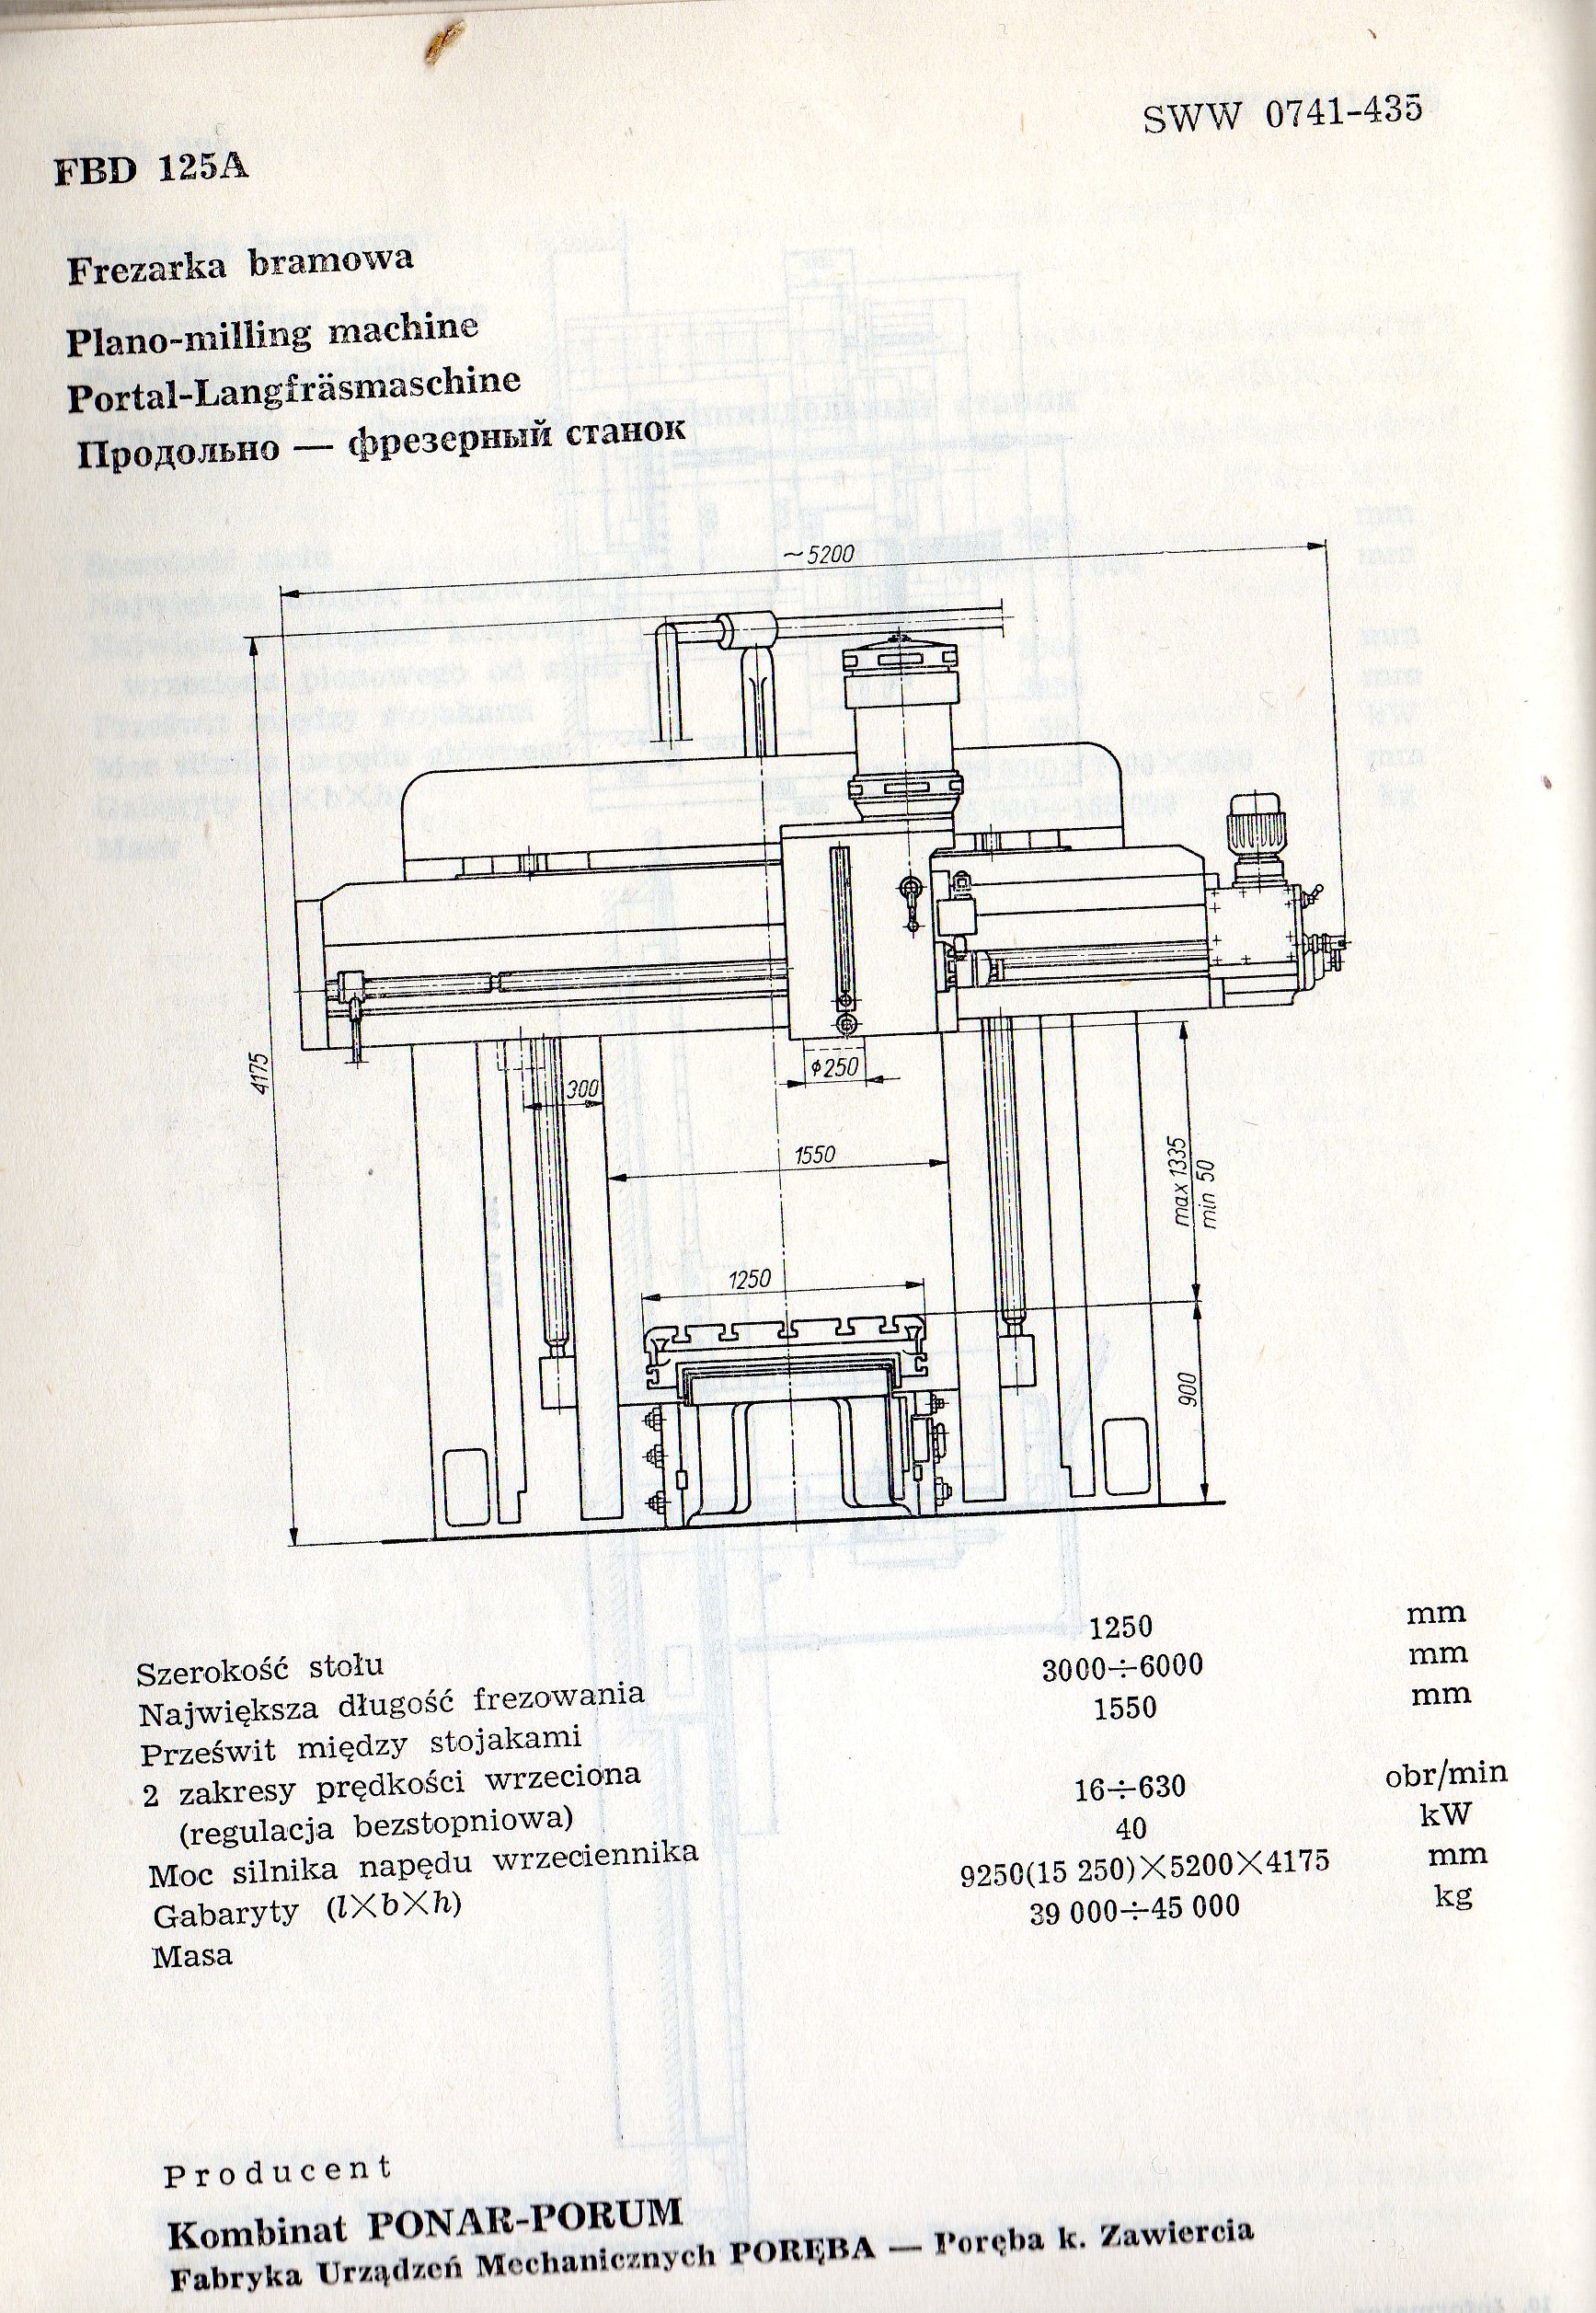 SWW 0741-435
FBD 125A
Frezarka bramowa
Plano-milling machine
Portal-Langfräsmaschine
Продольно — фрезерный станок
~5200
4175
300
⌀250
1550
max 1335
min 50
1250
900
Szerokość stołu 1250 mm
Największa długość frezowania 3000÷6000 mm
Prześwit między stojakami 1550 mm
2 zakresy prędkości wrzeciona
(regulacja bezstopniowa) 16÷630 obr/min
Moc silnika napędu wrzeciennika 40 kW
Gabaryty (l×b×h) 9250(15 250)×5200×4175 mm
Masa 39 000÷45 000 kg
Producent
Kombinat PONAR-PORUM
Fabryka Urządzeń Mechanicznych PORĘBA — Poręba k. Zawiercia